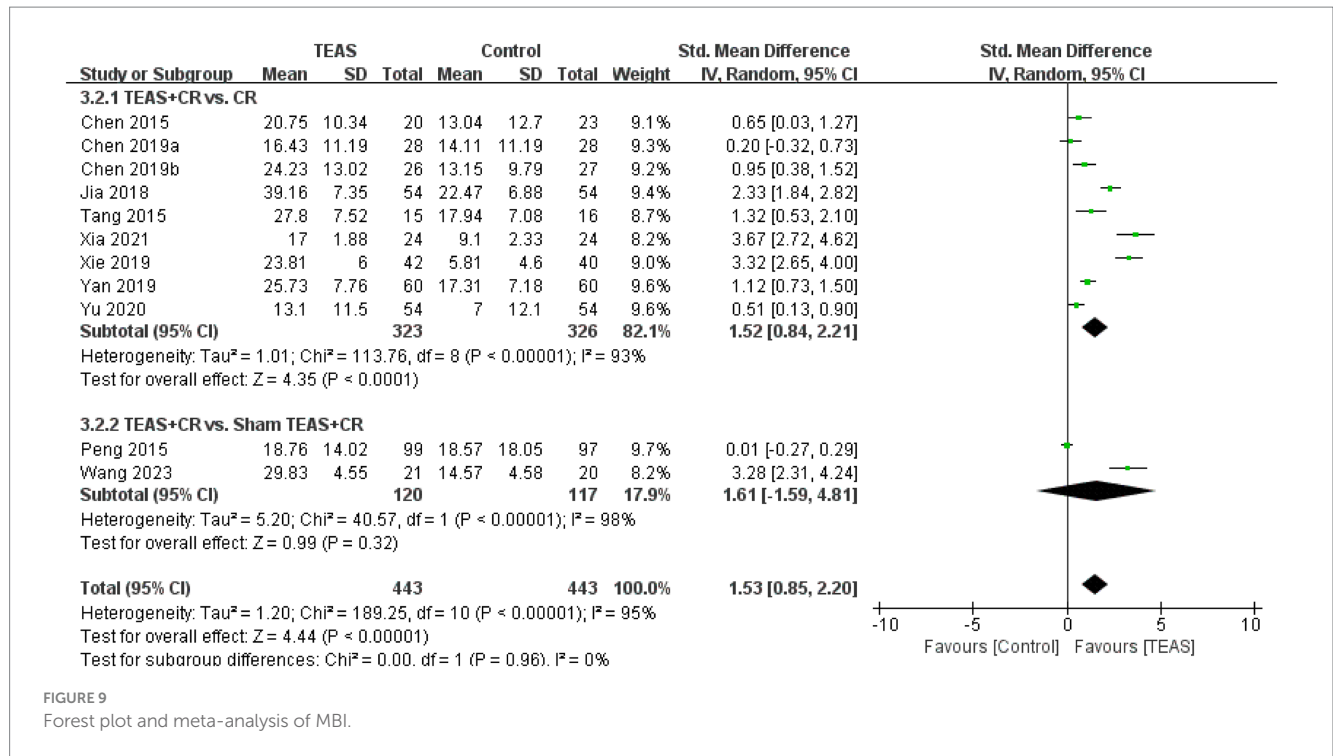 TEAS Control Std. Mean Difference Std. Mean Difference
Study or Subgroup Mean SD Total Mean SD Total Weight IV, Random, 95% CI IV, Random, 95% CI
3.2.1 TEAS+CR vs. CR
Chen 2015 20.75 10.34 20 13.04 12.7 23 9.1% 0.65 [0.03, 1.27]
Chen 2019a 16.43 11.19 28 14.11 11.19 28 9.3% 0.20 [-0.32, 0.73]
Chen 2019b 24.23 13.02 26 13.15 9.79 27 9.2% 0.95 [0.38, 1.52]
Jia 2018 39.16 7.35 54 22.47 6.88 54 9.4% 2.33 [1.84, 2.82]
Tang 2015 27.8 7.52 15 17.94 7.08 16 8.7% 1.32 [0.53, 2.10]
Xia 2021 17 1.88 24 9.1 2.33 24 8.2% 3.67 [2.72, 4.62]
Xie 2019 23.81 6 42 5.81 4.6 40 9.0% 3.32 [2.65, 4.00]
Yan 2019 25.73 7.76 60 17.31 7.18 60 9.6% 1.12 [0.73, 1.50]
Yu 2020 13.1 11.5 54 7 12.1 54 9.6% 0.51 [0.13, 0.90]
Subtotal (95% CI) 323 326 82.1% 1.52 [0.84, 2.21]
Heterogeneity: Tau² = 1.01; Chi² = 113.76, df = 8 (P < 0.00001); I² = 93%
Test for overall effect: Z = 4.35 (P < 0.0001)
3.2.2 TEAS+CR vs. Sham TEAS+CR
Peng 2015 18.76 14.02 99 18.57 18.05 97 9.7% 0.01 [-0.27, 0.29]
Wang 2023 29.83 4.55 21 14.57 4.58 20 8.2% 3.28 [2.31, 4.24]
Subtotal (95% CI) 120 117 17.9% 1.61 [-1.59, 4.81]
Heterogeneity: Tau² = 5.20; Chi² = 40.57, df = 1 (P < 0.00001); I² = 98%
Test for overall effect: Z = 0.99 (P = 0.32)
Total (95% CI) 443 443 100.0% 1.53 [0.85, 2.20]
Heterogeneity: Tau² = 1.20; Chi² = 189.25, df = 10 (P < 0.00001); I² = 95%
Test for overall effect: Z = 4.44 (P < 0.00001)
Test for subgroup differences: Chi² = 0.00, df = 1 (P = 0.96), I² = 0%
-10 -5 0 5 10
Favours [Control] Favours [TEAS]
FIGURE 9
Forest plot and meta-analysis of MBI.